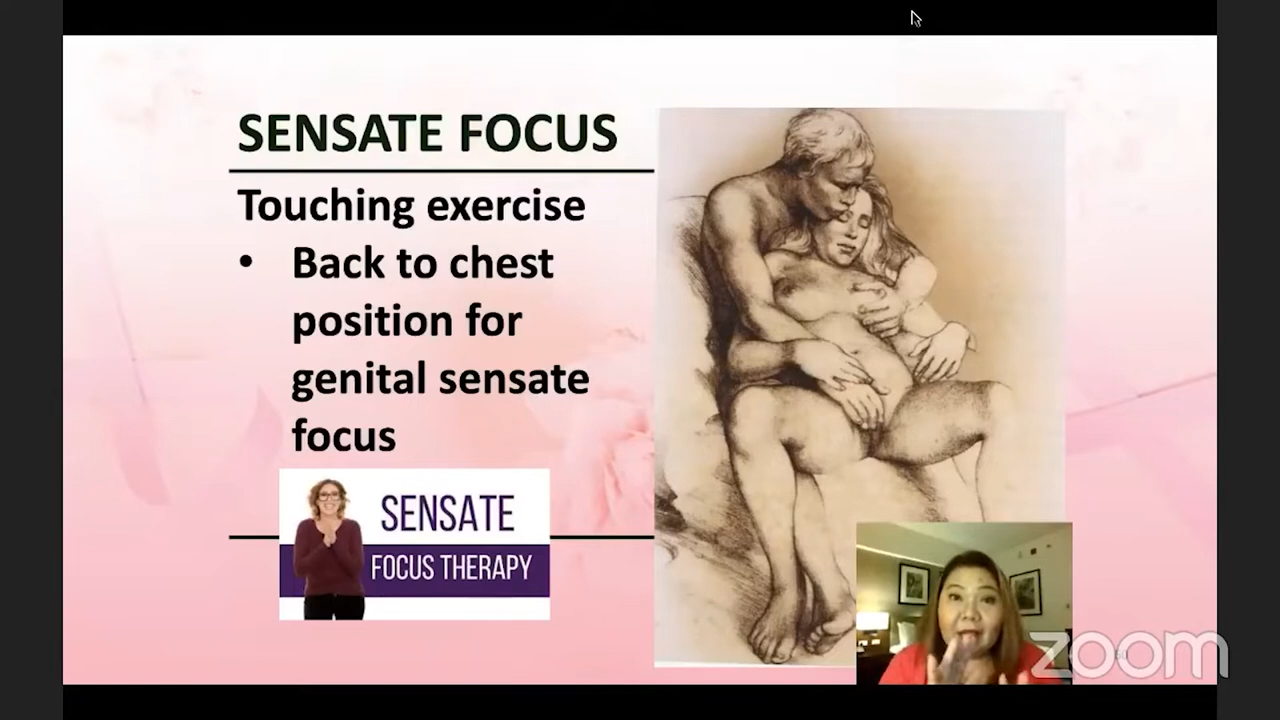 SENSATE FOCUS
Touching exercise
• Back to chest
position for
genital sensate
focus
SENSATE
FOCUS THERAPY
zoom